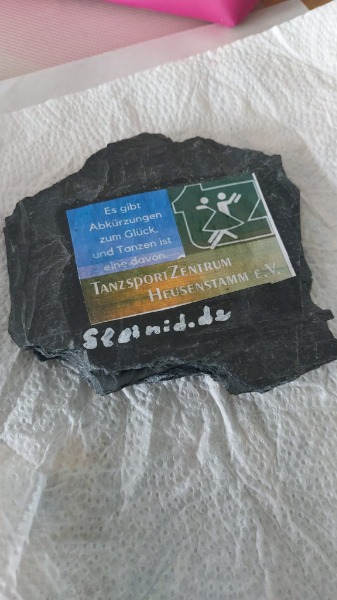 Es gibt
Abkürzungen
zum Glück,
und Tanzen ist
eine davon.
TANZSPORTZENTRUM
HEUSENSTAMM E.V.
Steinid.de